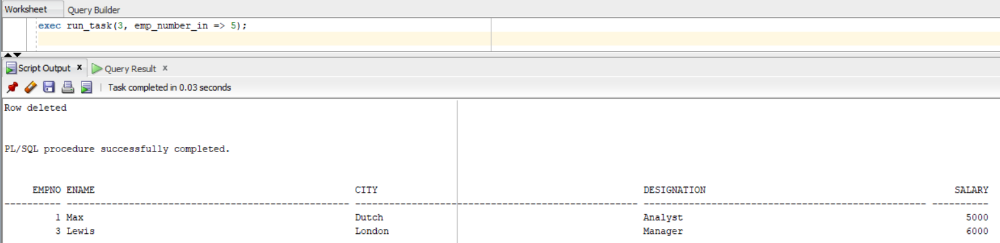 Worksheet Query Builder
exec run_task(3, emp_number_in => 5);
Script Output x Query Result x
Task completed in 0.03 seconds
Row deleted
PL/SQL procedure successfully completed.
EMPNO ENAME CITY DESIGNATION SALARY
1 Max Dutch Analyst 5000
3 Lewis London Manager 6000